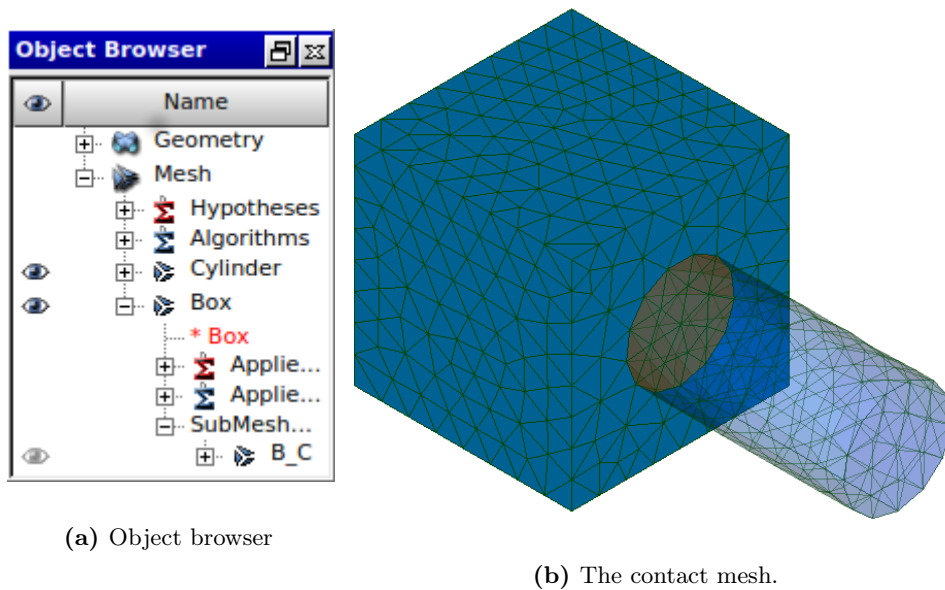 Object Browser
Name
Geometry
Mesh
Hypotheses
Algorithms
Cylinder
Box
* Box
Applie...
Applie...
SubMesh...
B_C
(a) Object browser
(b) The contact mesh.